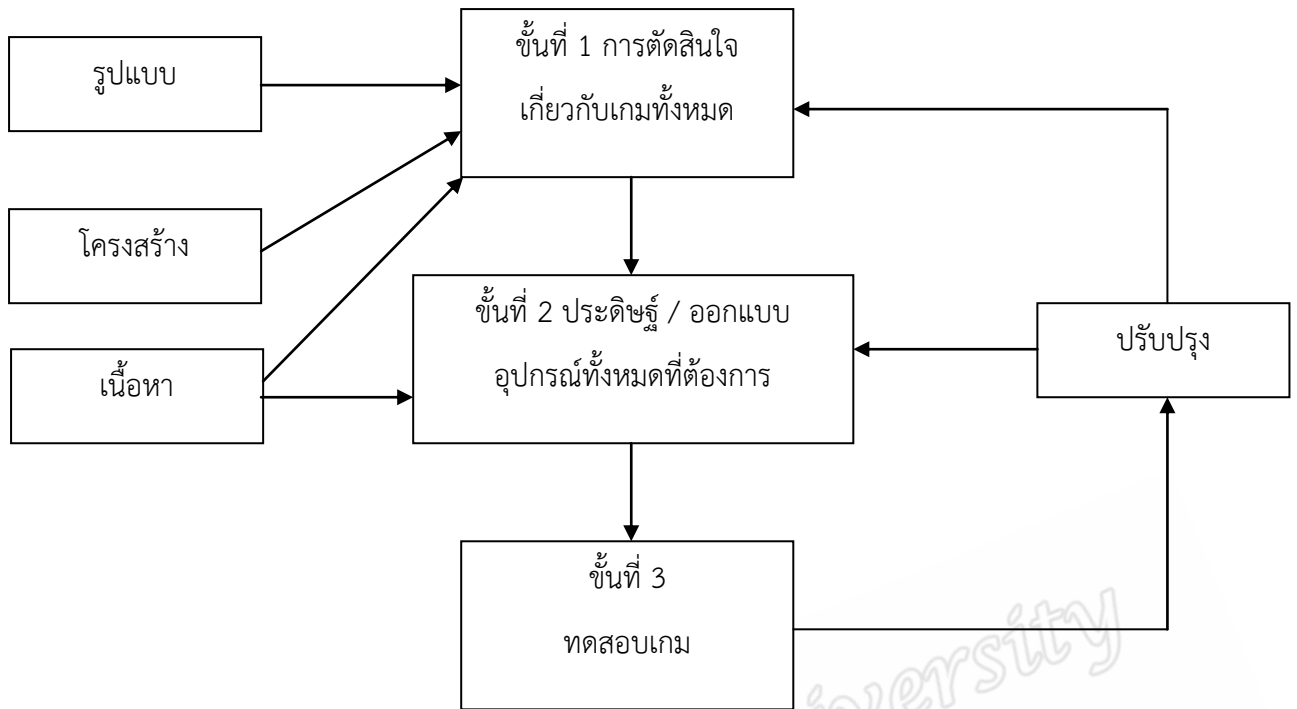 รูปแบบ
ขั้นที่ 1 การตัดสินใจ
เกี่ยวกับเกมทั้งหมด
โครงสร้าง
เนื้อหา
ขั้นที่ 2 ประดิษฐ์ / ออกแบบ
อุปกรณ์ทั้งหมดที่ต้องการ
ปรับปรุง
ขั้นที่ 3
ทดสอบเกม